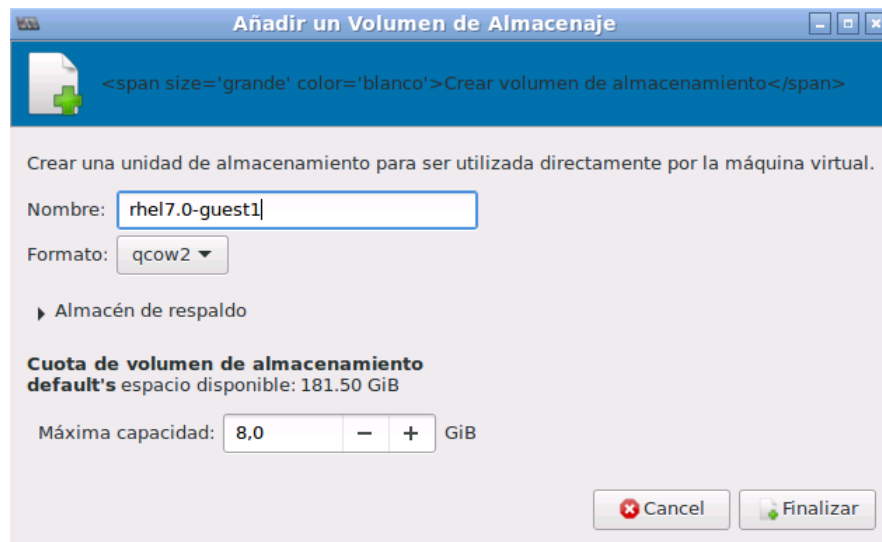 Añadir un Volumen de Almacenaje
<span size='grande' color='blanco'>Crear volumen de almacenamiento</span>
Crear una unidad de almacenamiento para ser utilizada directamente por la máquina virtual.
Nombre: rhel7.0-guest1
Formato: qcow2
Almacén de respaldo
Cuota de volumen de almacenamiento
default's espacio disponible: 181.50 GiB
Máxima capacidad: 8,0 − + GiB
Cancel Finalizar